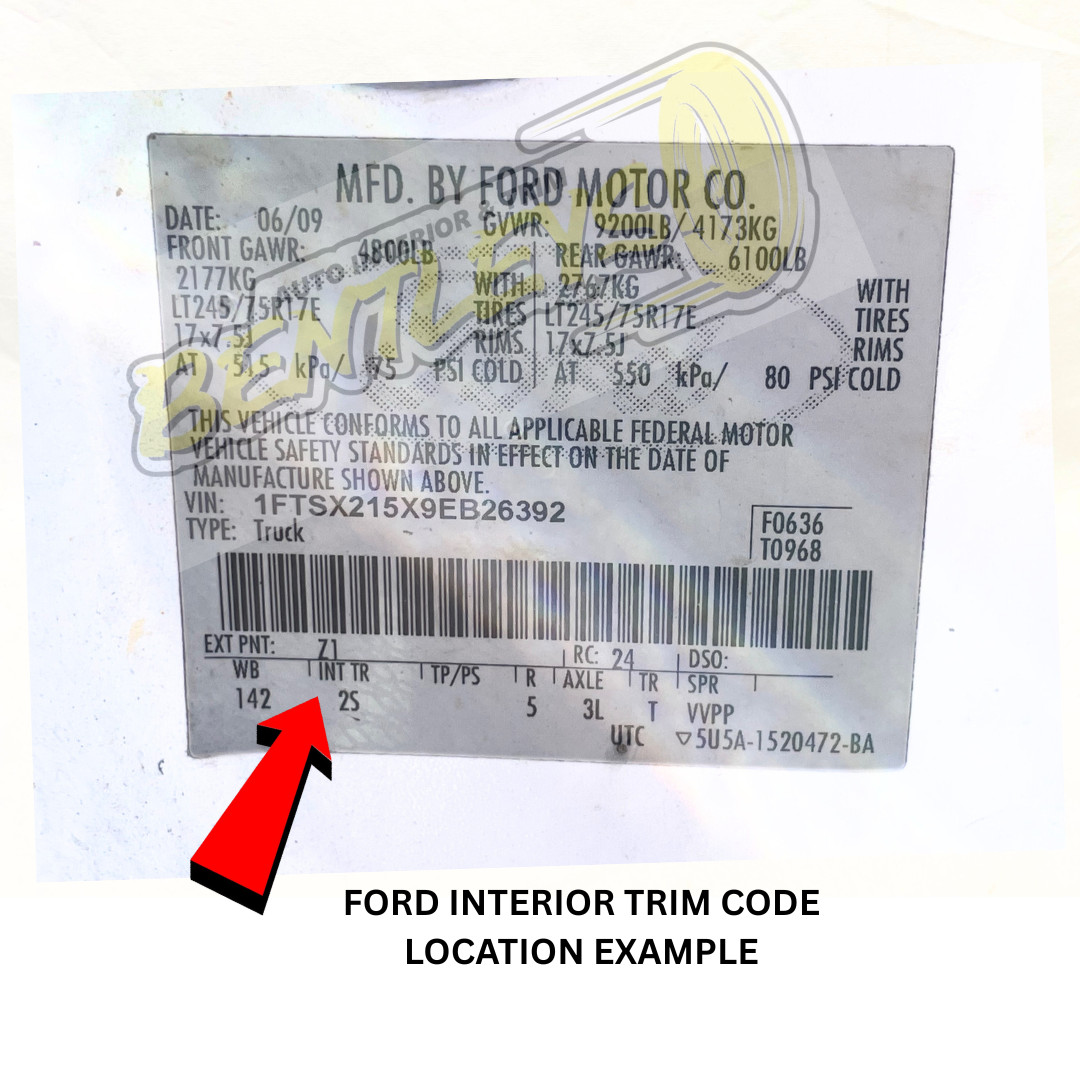 MFD. BY FORD MOTOR CO.
DATE: 06/09 GVWR: 9200LB/4173KG
FRONT GAWR: 4800LB REAR GAWR: 6100LB
2177KG WITH 2767KG WITH
LT245/75R17E TIRES LT245/75R17E TIRES
17x7.5J RIMS 17x7.5J RIMS
AT 515 kPa/ 75 PSI COLD AT 550 kPa/ 80 PSI COLD
THIS VEHICLE CONFORMS TO ALL APPLICABLE FEDERAL MOTOR
VEHICLE SAFETY STANDARDS IN EFFECT ON THE DATE OF
MANUFACTURE SHOWN ABOVE.
VIN: 1FTSX215X9EB26392
TYPE: Truck
F0636
T0968
EXT PNT: Z1 RC: 24 DSO:
WB INT TR TP/PS R AXLE TR SPR
142 2S 5 3L T VVPP
UTC ▽5U5A-1520472-BA
AUTO INTERIOR &
BENTLEY
FORD INTERIOR TRIM CODE
LOCATION EXAMPLE